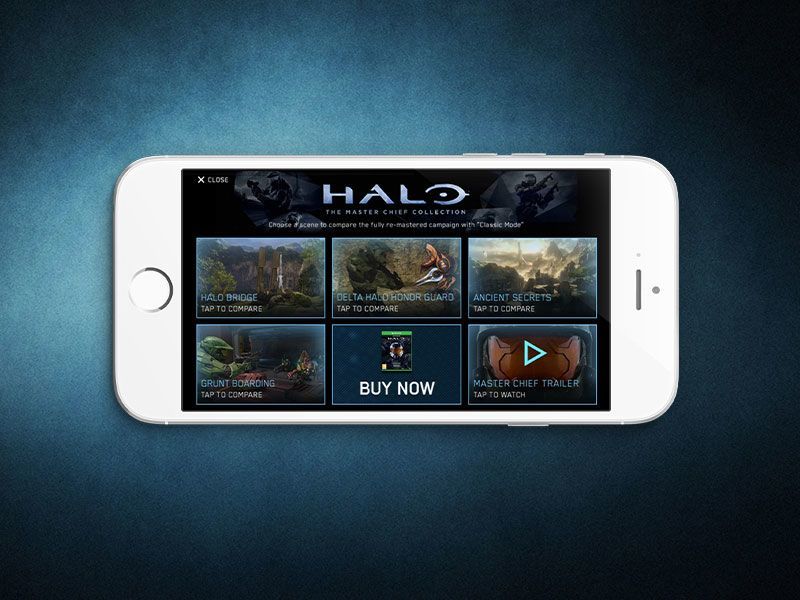 ✕ CLOSE
HALO
THE MASTER CHIEF COLLECTION
Choose a scene to compare the fully re-mastered campaign with "Classic Mode"
HALO BRIDGE
TAP TO COMPARE
DELTA HALO HONOR GUARD
TAP TO COMPARE
ANCIENT SECRETS
TAP TO COMPARE
GRUNT BOARDING
TAP TO COMPARE
HALO
BUY NOW
MASTER CHIEF TRAILER
TAP TO WATCH